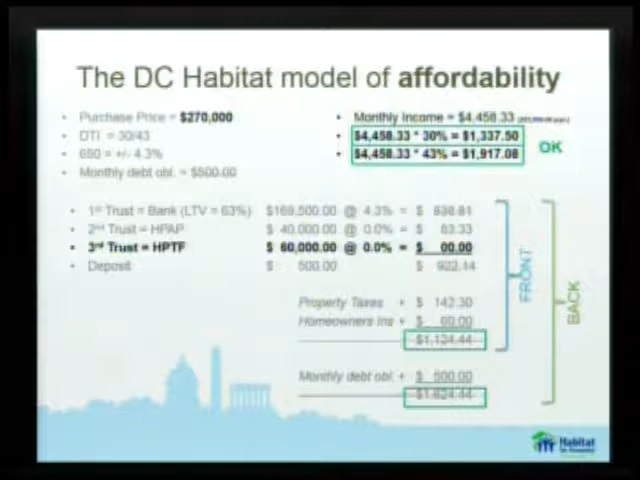 The DC Habitat model of affordability
• Purchase Price = $270,000
• DTI = 30/43
• 650 = +/- 4.3%
• Monthly debt obl. = $500.00
• Monthly Income = $4,458.33
• $4,458.33 * 30% = $1,337.50
• $4,458.33 * 43% = $1,917.08
OK
• 1st Trust = Bank (LTV = 63%) $169,500.00 @ 4.3% = $ 838.81
• 2nd Trust = HPAP $ 40,000.00 @ 0.0% = $ 83.33
• 3rd Trust = HPTF $ 60,000.00 @ 0.0% = $ 00.00
• Deposit $ 500.00 $ 922.14
Property Taxes + $ 142.30
Homeowners Ins + $ 60.00
$1,124.44
Monthly debt obl. + $ 500.00
$1,624.44
FRONT
BACK
Habitat